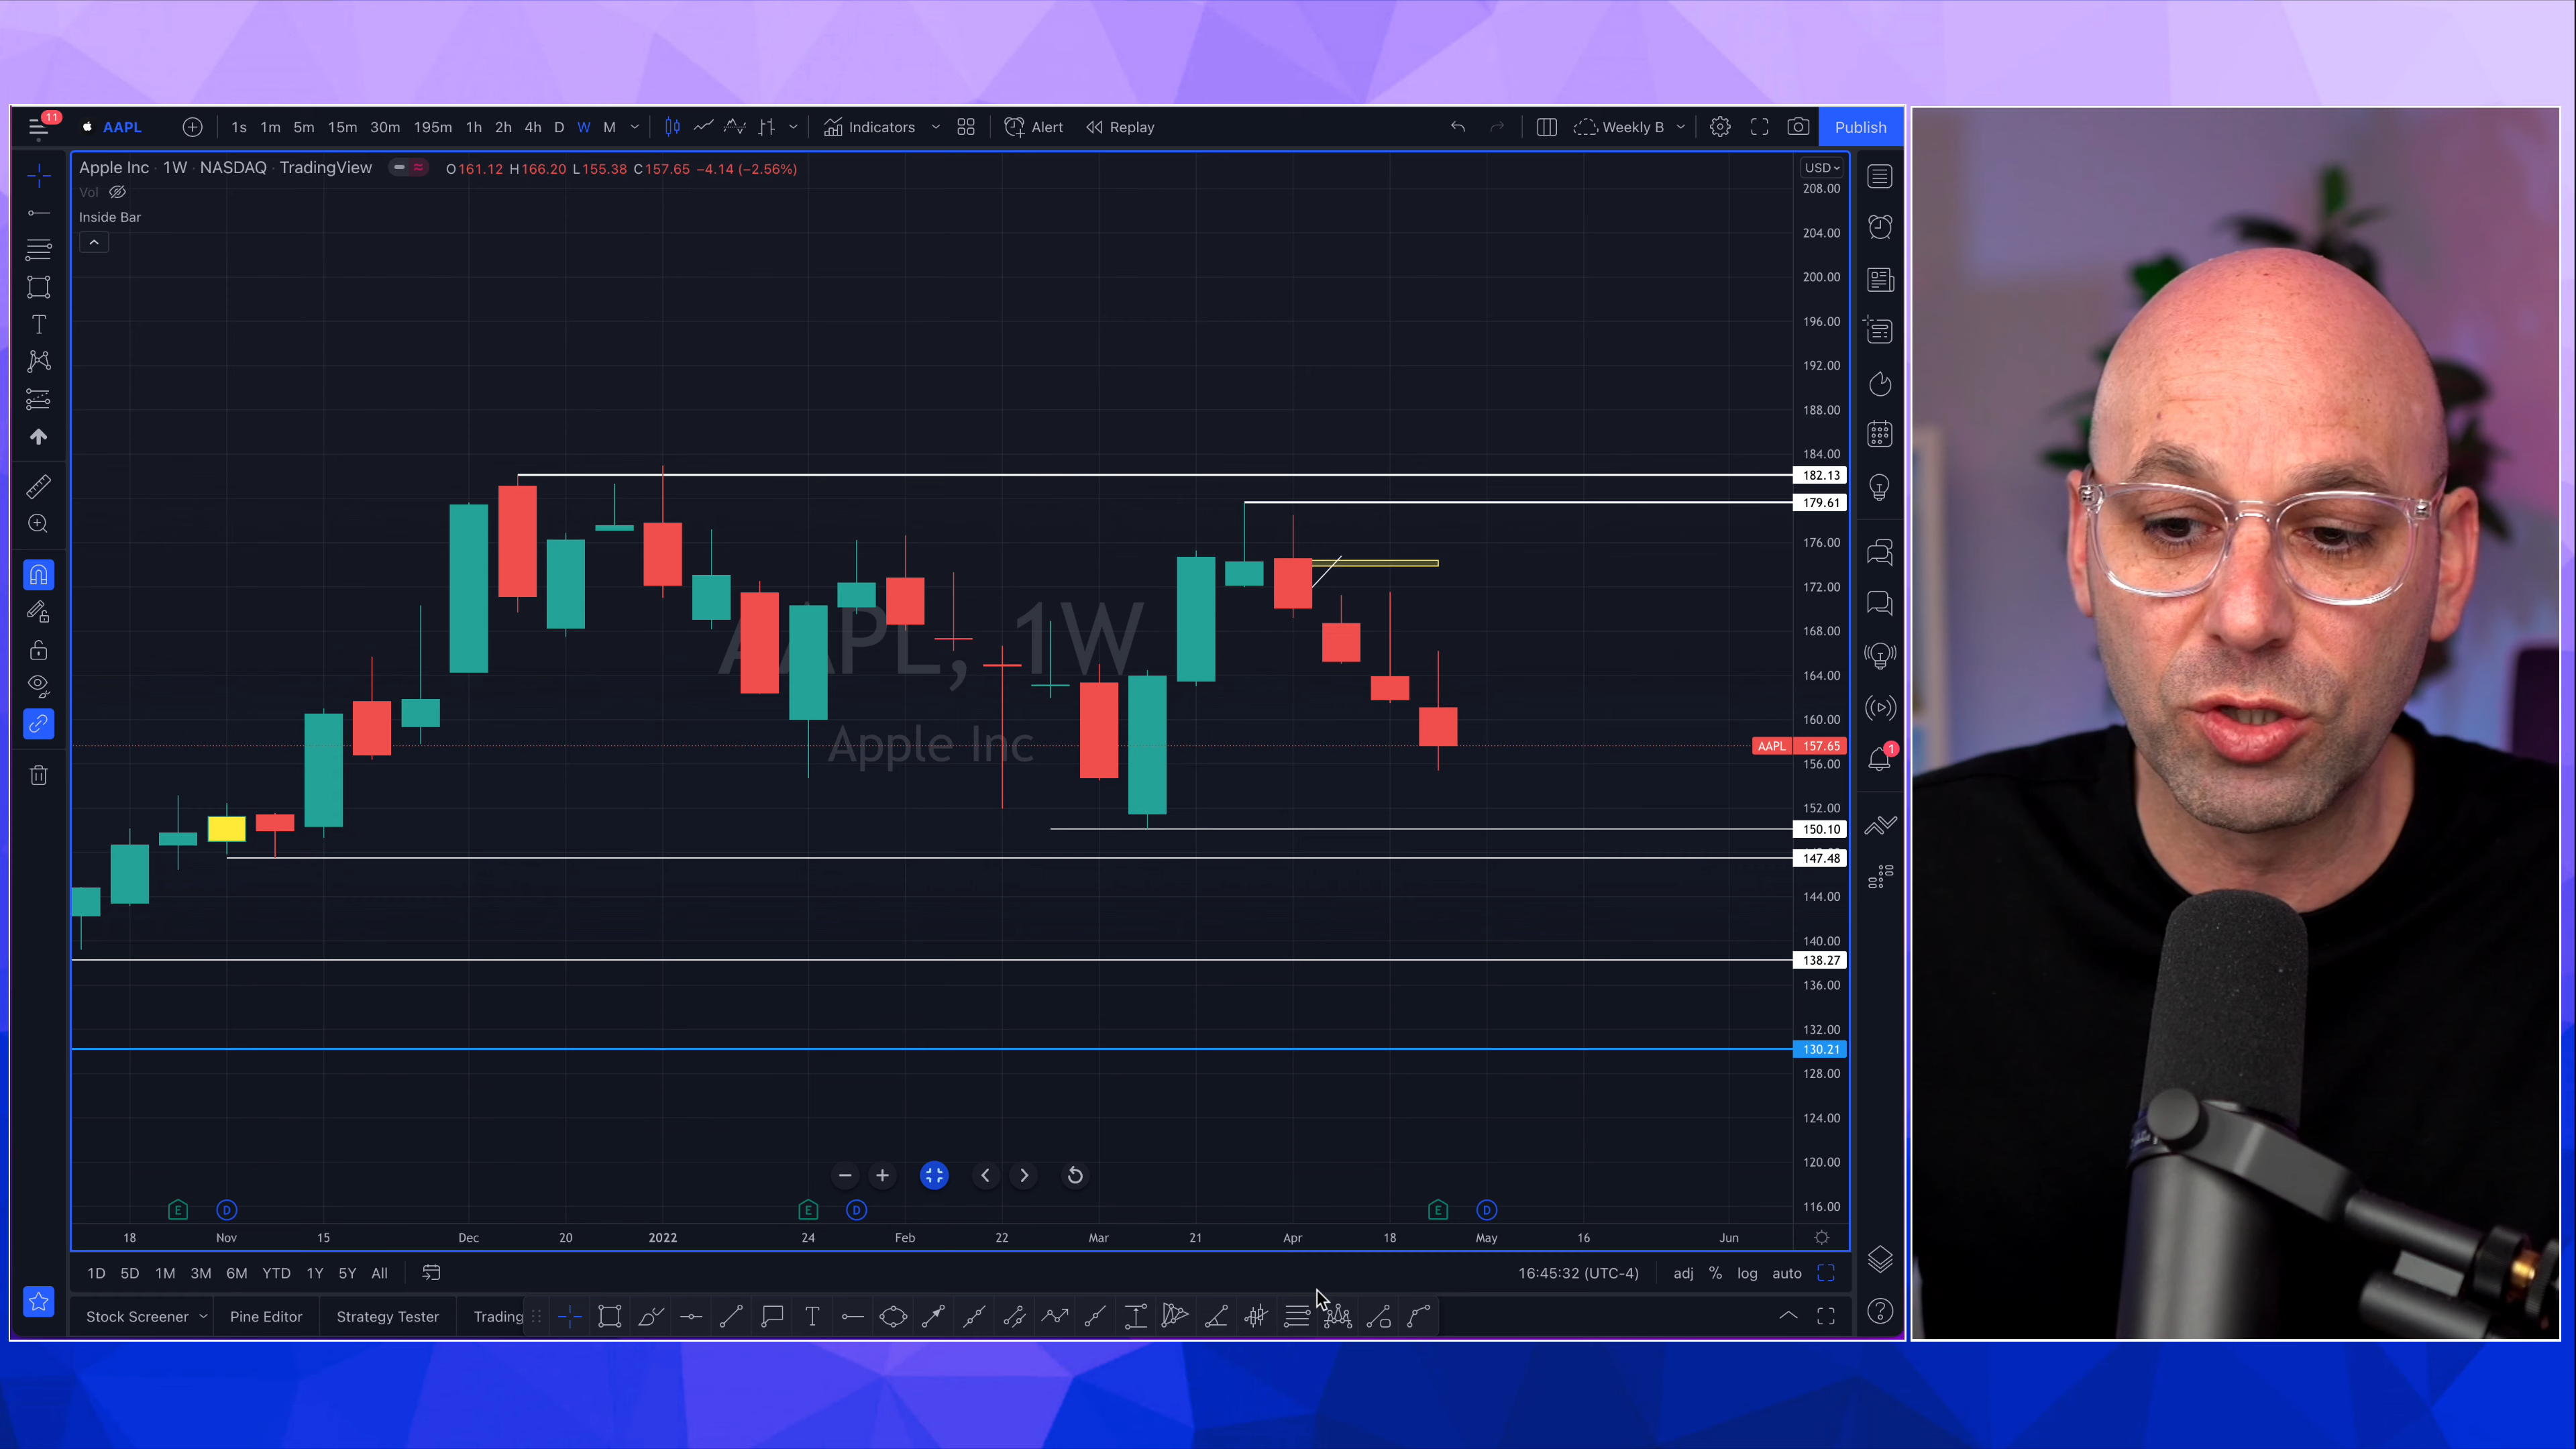 11
AAPL 1s 1m 5m 15m 30m 195m 1h 2h 4h D W M Indicators Alert Replay Weekly B Publish
Apple Inc · 1W · NASDAQ · TradingView O161.12 H166.20 L155.38 C157.65 −4.14 (−2.56%)
USD
Vol
Inside Bar
208.00
204.00
200.00
196.00
192.00
188.00
184.00
182.13
179.61
176.00
172.00
168.00
164.00
160.00
AAPL 157.65
156.00
152.00
150.10
147.48
144.00
140.00
138.27
136.00
132.00
130.21
128.00
124.00
120.00
116.00
AAPL, 1W
Apple Inc
1
E D E D E D
18 Nov 15 Dec 20 2022 24 Feb 22 Mar 21 Apr 18 May 16 Jun
1D 5D 1M 3M 6M YTD 1Y 5Y All 16:45:32 (UTC-4) adj % log auto
Stock Screener Pine Editor Strategy Tester Trading